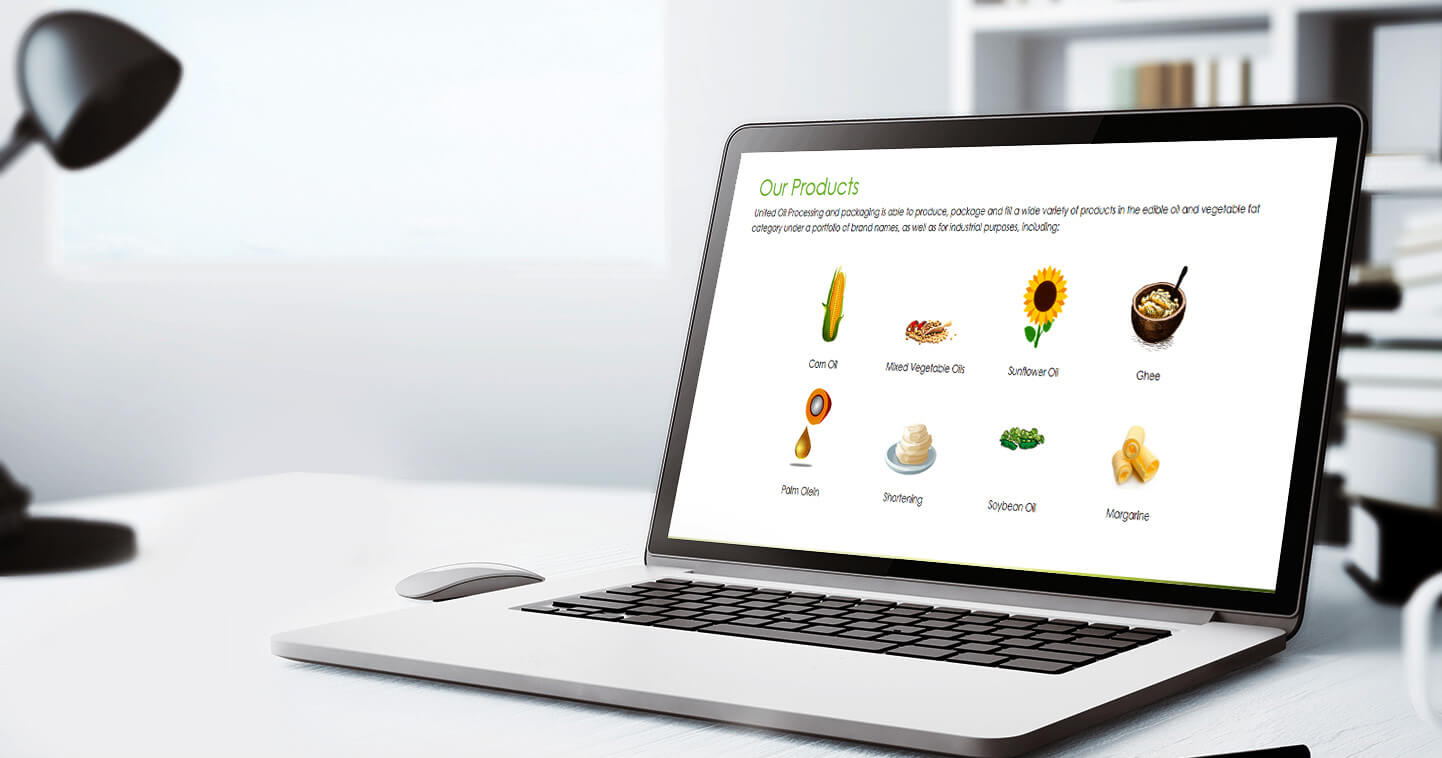 Our Products
United Oil Processing and packaging is able to produce, package and fill a wide variety of products in the edible oil and vegetable fat
category under a portfolio of brand names, as well as for industrial purposes, including:
Corn Oil
Mixed Vegetable Oils
Sunflower Oil
Ghee
Palm Olein
Shortening
Soybean Oil
Margarine